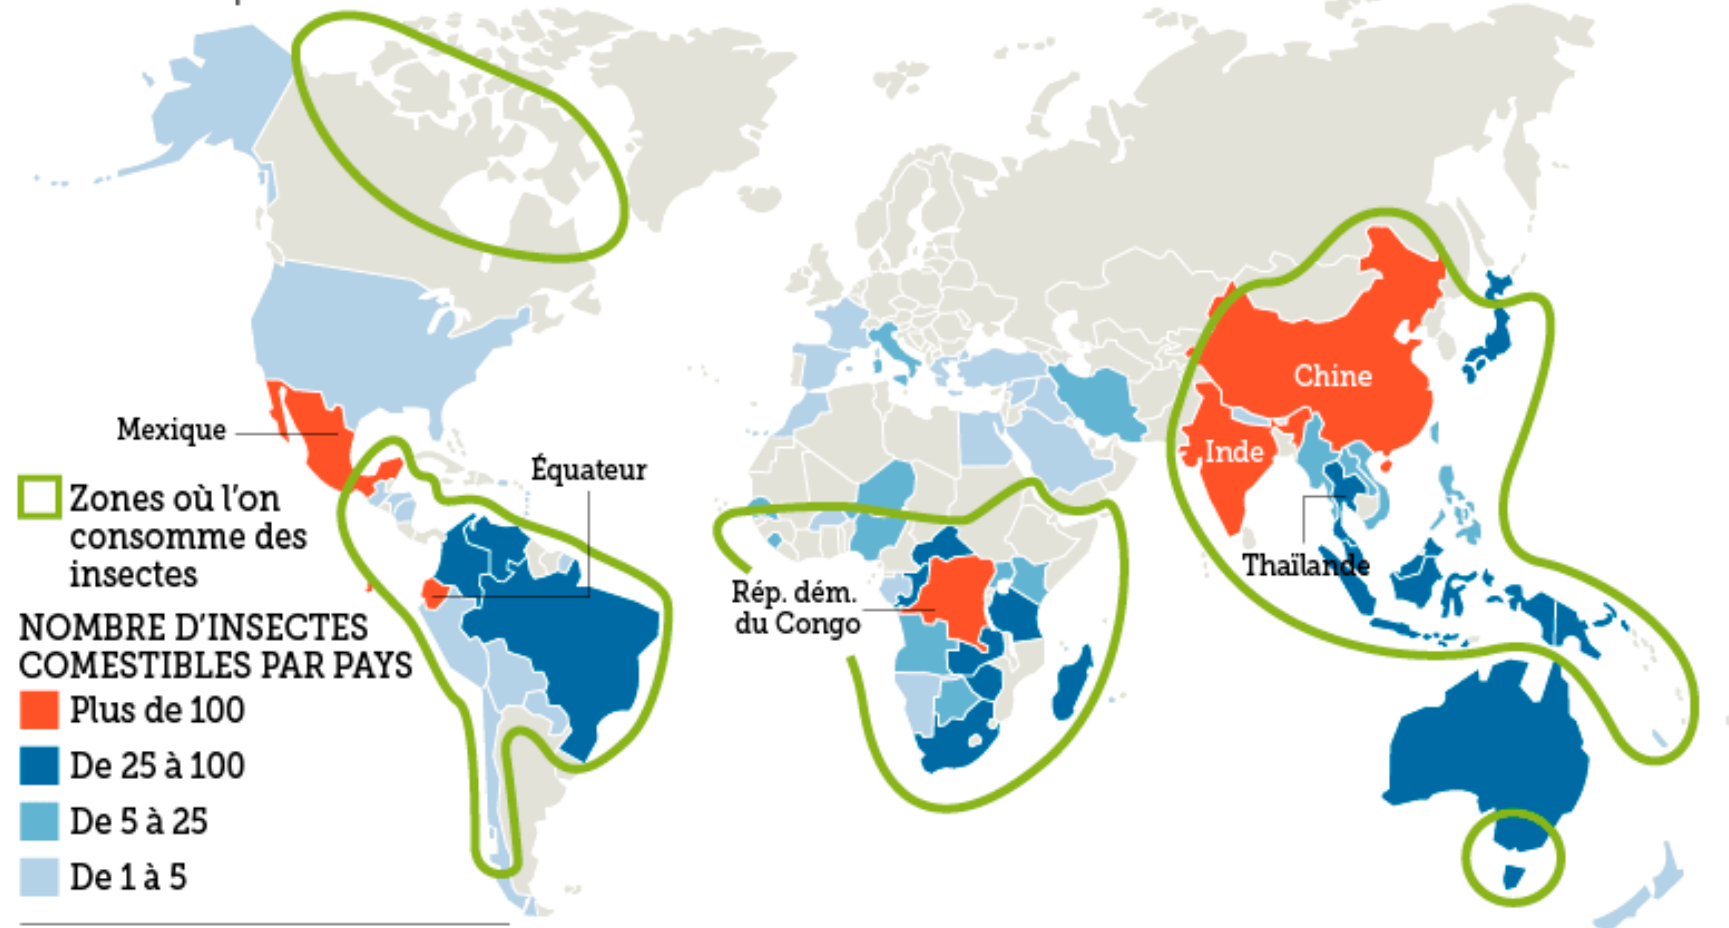 Mexique
Équateur
Zones où l'on
consomme des
insectes
NOMBRE D'INSECTES
COMESTIBLES PAR PAYS
Plus de 100
De 25 à 100
De 5 à 25
De 1 à 5
Rép. dém.
du Congo
Chine
Inde
Thaïlande